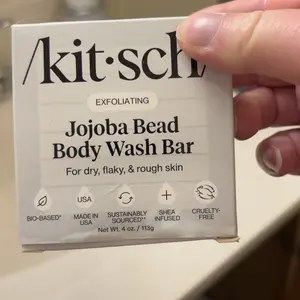 /kit·sch/
EXFOLIATING
Jojoba Bead
Body Wash Bar
For dry, flaky, & rough skin
USA
BIO-BASED* MADE IN USA SUSTAINABLY SOURCED** SHEA INFUSED CRUELTY-FREE
Net Wt. 4 oz. / 113g